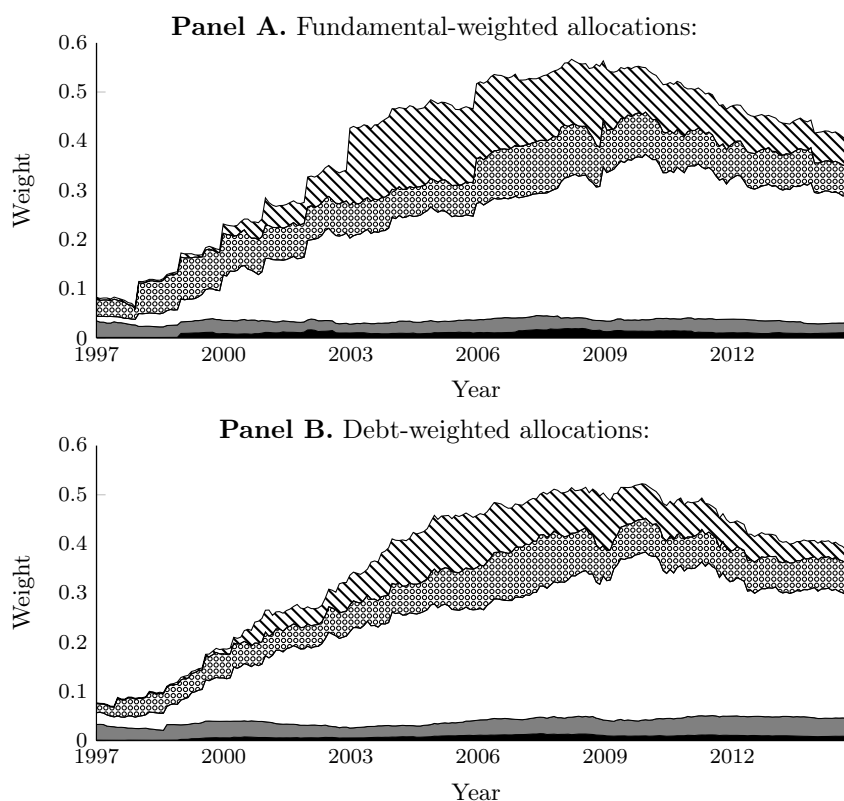 Panel A. Fundamental-weighted allocations:
0.6
0.5
0.4
0.3
0.2
0.1
0
Weight
1997 2000 2003 2006 2009 2012
Year
Panel B. Debt-weighted allocations:
0.6
0.5
0.4
0.3
0.2
0.1
0
Weight
1997 2000 2003 2006 2009 2012
Year